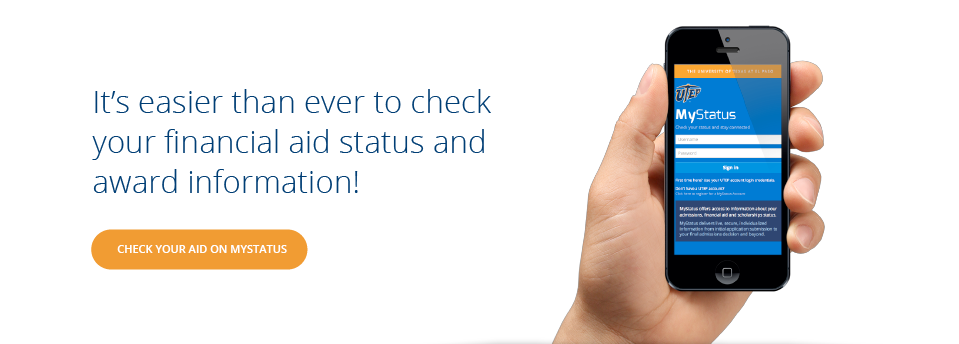 It’s easier than ever to check
your financial aid status and
award information!
CHECK YOUR AID ON MYSTATUS
THE UNIVERSITY OF TEXAS AT EL PASO
UTEP
MyStatus
Check your status and stay connected
Username
Password
Sign in
First time here? Use your UTEP account login credentials.
Don't have a UTEP account?
MyStatus offers access to information about your
admissions, financial aid and scholarship status.
MyStatus delivers live, secure, individualized
information from initial application submission to
your final admissions decision and beyond.